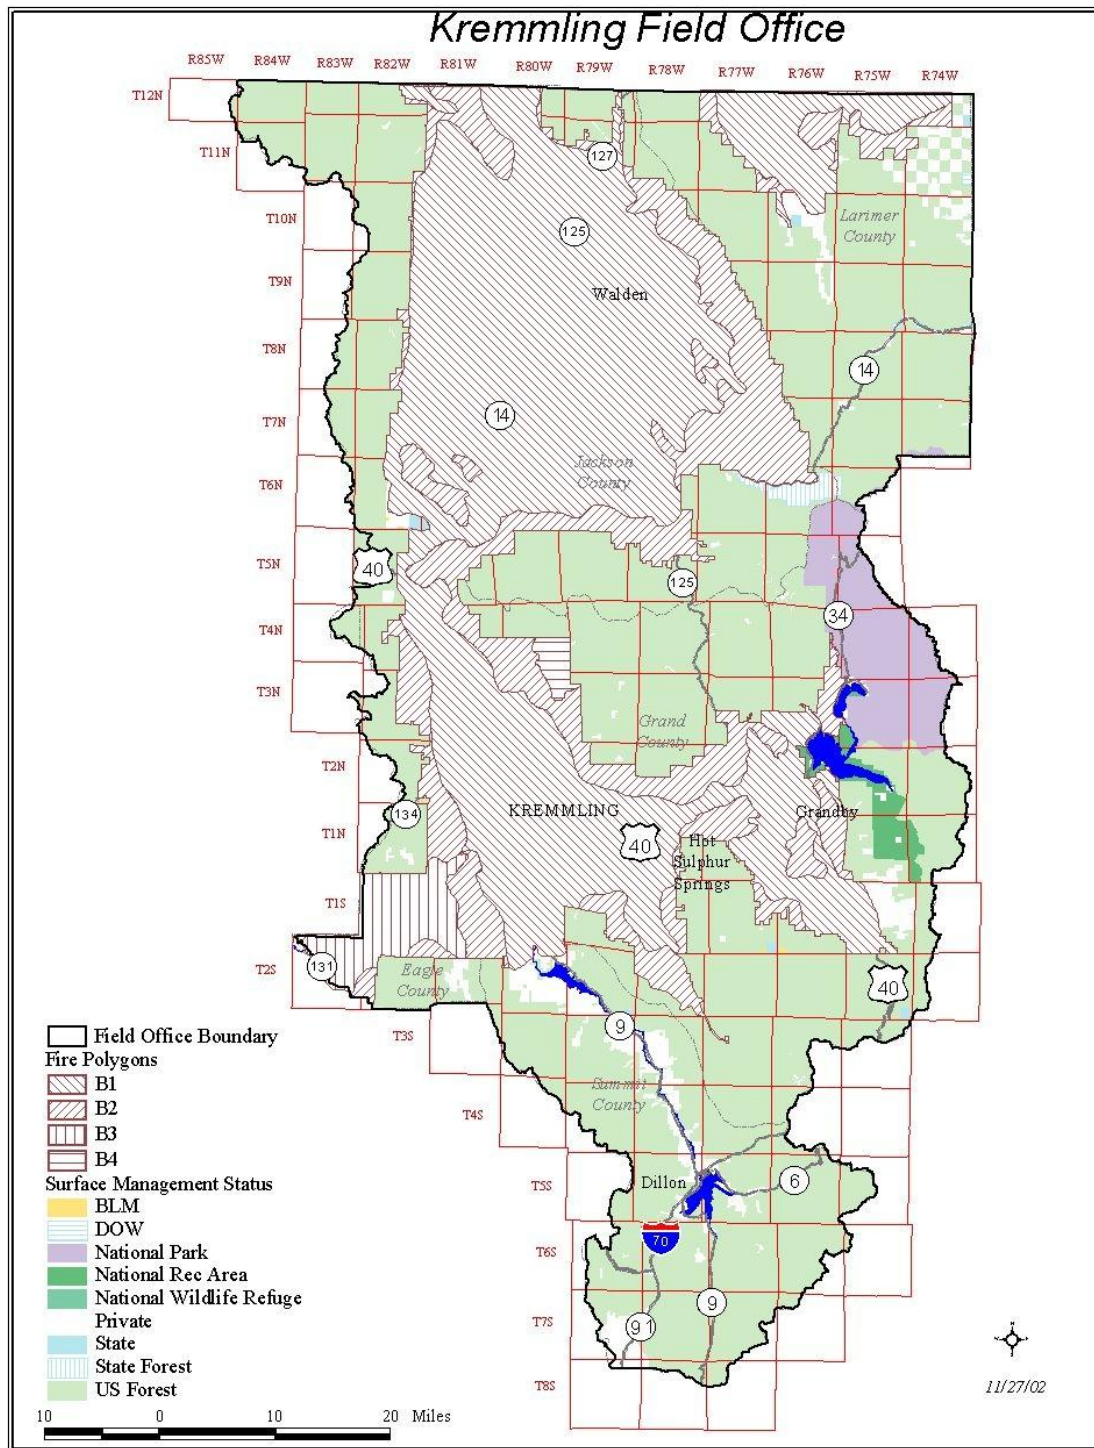 Kremmling Field Office
R85W R84W R83W R82W R81W R80W R79W R78W R77W R76W R75W R74W
T12N
T11N
127
T10N
Larimer
County
125
T9N
Walden
T8N
14
T7N
14
Jackson
County
T6N
T5N
40
125
34
T4N
T3N
Grand
County
T2N
134
KREMMLING
Granby
T1N
40
Hot
Sulphur
Springs
T1S
T2S
131
Eagle
County
40
9
Field Office Boundary
T3S
Fire Polygons
B1
B2
B3
B4
Summit
County
T4S
Surface Management Status
BLM
DOW
National Park
National Rec Area
National Wildlife Refuge
Private
State
State Forest
US Forest
Dillon
T5S
6
70
T6S
9
91
T7S
T8S
11/27/02
10 0 10 20 Miles